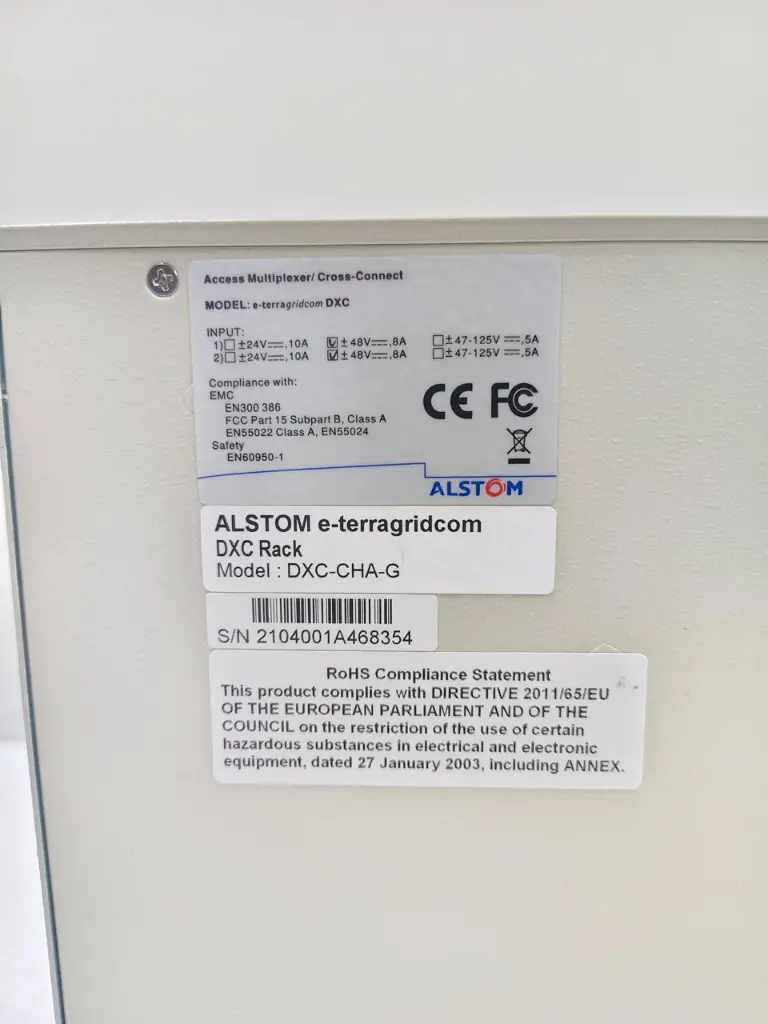 Access Multiplexer/ Cross-Connect
MODEL: e-terragridcom DXC
INPUT:
1)☐ ±24V⎓,10A ☑ ±48V⎓,8A ☐ ±47-125V ⎓,5A
2)☐ ±24V⎓,10A ☑ ±48V⎓,8A ☐ ±47-125V ⎓,5A
Compliance with:
EMC
EN300 386
FCC Part 15 Subpart B, Class A
EN55022 Class A, EN55024
Safety
EN60950-1
CE FC
ALSTOM
ALSTOM e-terragridcom
DXC Rack
Model : DXC-CHA-G
S/N 2104001A468354
RoHS Compliance Statement
This product complies with DIRECTIVE 2011/65/EU
OF THE EUROPEAN PARLIAMENT AND OF THE
COUNCIL on the restriction of the use of certain
hazardous substances in electrical and electronic
equipment, dated 27 January 2003, including ANNEX.